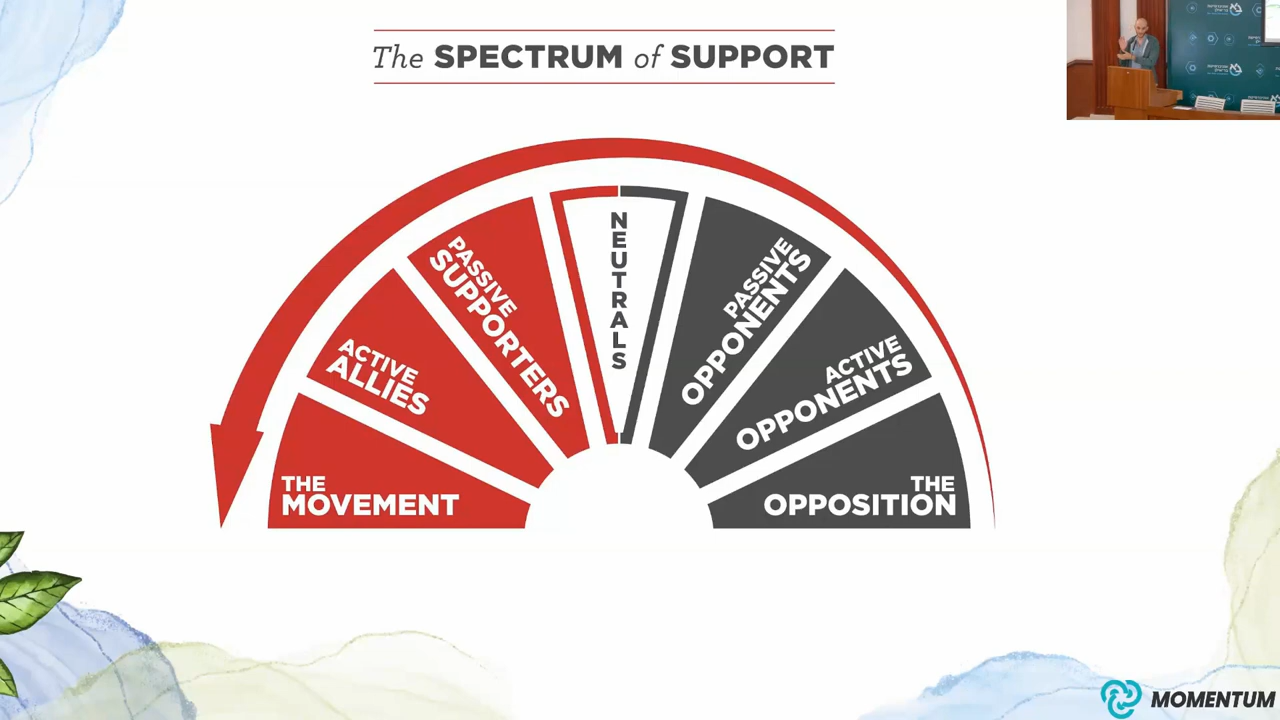 The SPECTRUM of SUPPORT
THE
MOVEMENT
ACTIVE
ALLIES
PASSIVE
SUPPORTERS
NEUTRALS
PASSIVE
OPPONENTS
ACTIVE
OPPONENTS
THE
OPPOSITION
MOMENTUM